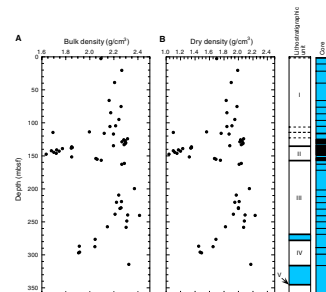 A
Bulk density (g/cm³)
1.6 1.8 2.0 2.2 2.4
B
Dry density (g/cm³)
1.0 1.2 1.4 1.6 1.8 2.0 2.2 2.4
Lithostratigraphic
unit
Core
0
50
100
150
200
250
300
350
Depth (mbsf)
I
II
III
IV
V